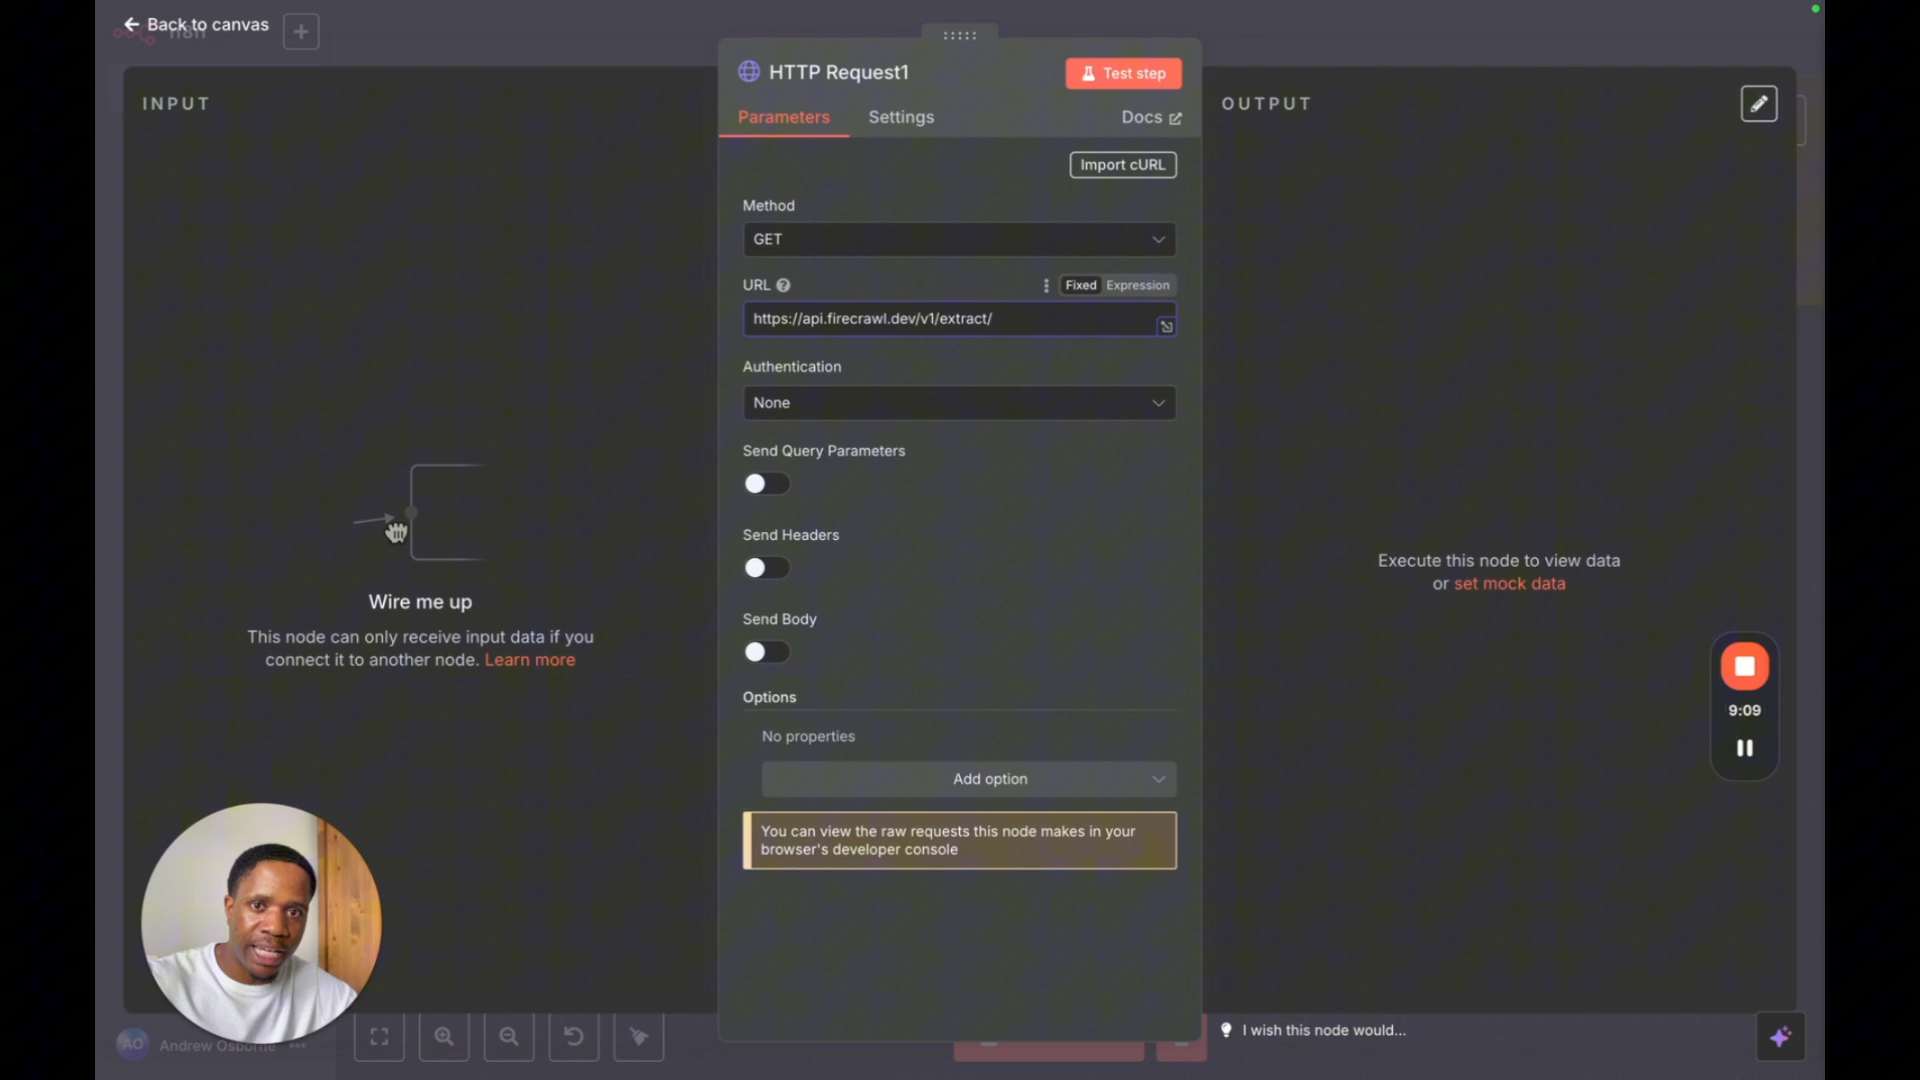 Back to canvas
n8n
INPUT
HTTP Request1
Test step
Parameters
Settings
Docs
Import cURL
Method
GET
URL
Fixed
Expression
https://api.firecrawl.dev/v1/extract/
Authentication
None
Send Query Parameters
Send Headers
Send Body
Options
No properties
Add option
You can view the raw requests this node makes in your
browser's developer console
Wire me up
This node can only receive input data if you
connect it to another node. Learn more
OUTPUT
Execute this node to view data
or set mock data
9:09
I wish this node would...
AO
Andrew Osborne